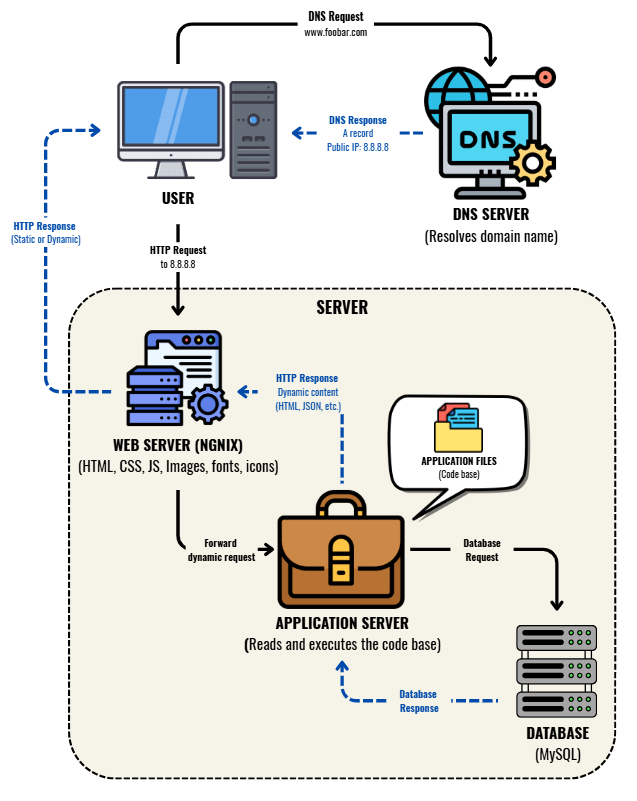 DNS Request
www.foobar.com
DNS
DNS Response
A record
Public IP: 8.8.8.8
USER
DNS SERVER
(Resolves domain name)
HTTP Response
(Static or Dynamic)
HTTP Request
to 8.8.8.8
SERVER
HTTP Response
Dynamic content
(HTML, JSON, etc.)
APPLICATION FILES
(Code base)
WEB SERVER (NGNIX)
(HTML, CSS, JS, Images, fonts, icons)
Forward
dynamic request
Database
Request
APPLICATION SERVER
(Reads and executes the code base)
Database
Response
DATABASE
(MySQL)